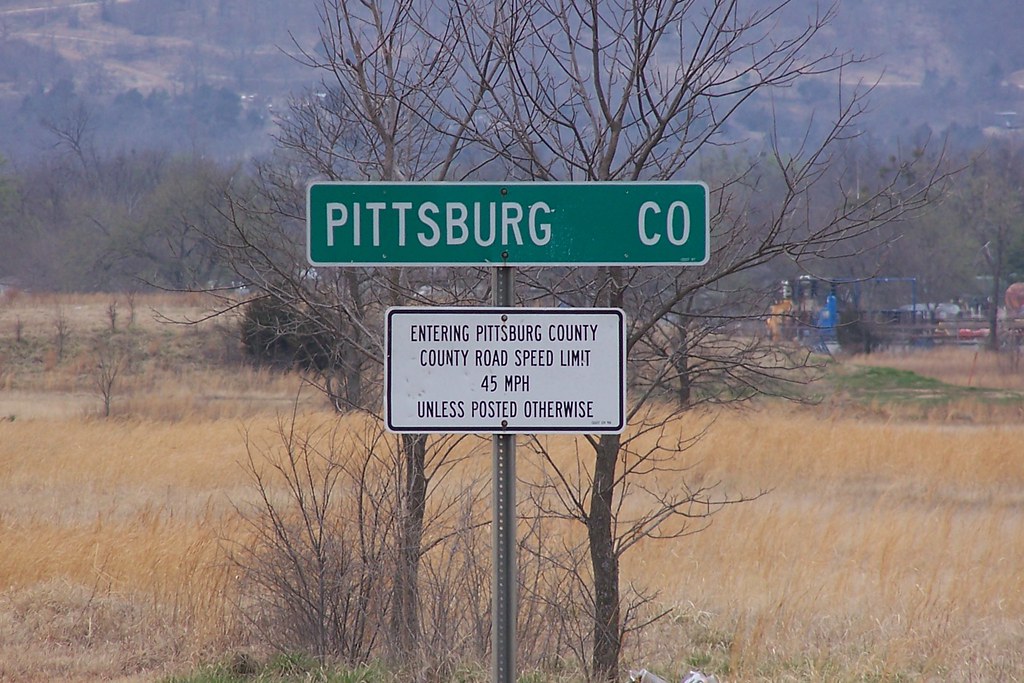 PITTSBURG CO
ENTERING PITTSBURG COUNTY
COUNTY ROAD SPEED LIMIT
45 MPH
UNLESS POSTED OTHERWISE